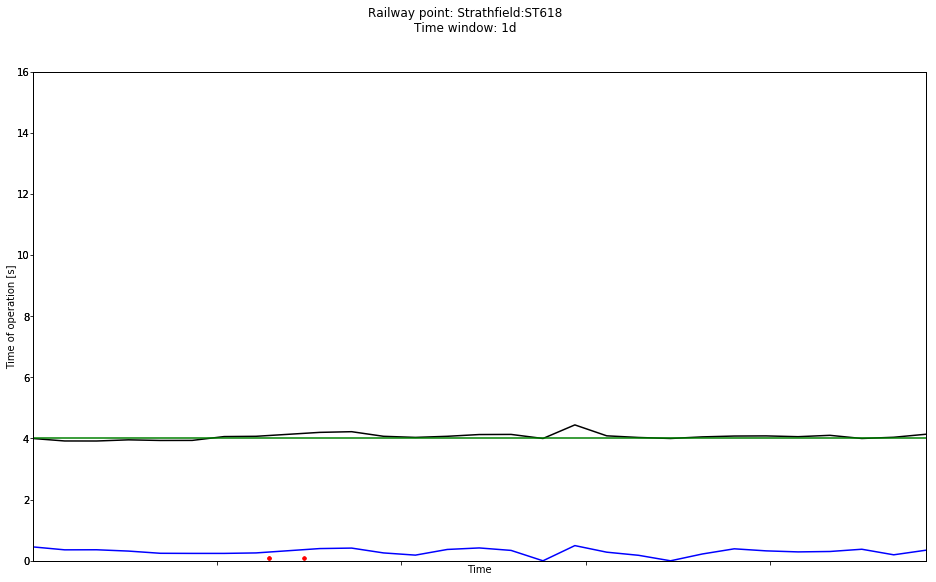 Railway point: Strathfield:ST618
Time window: 1d
16
14
12
10
8
6
4
2
0
Time of operation [s]
Time